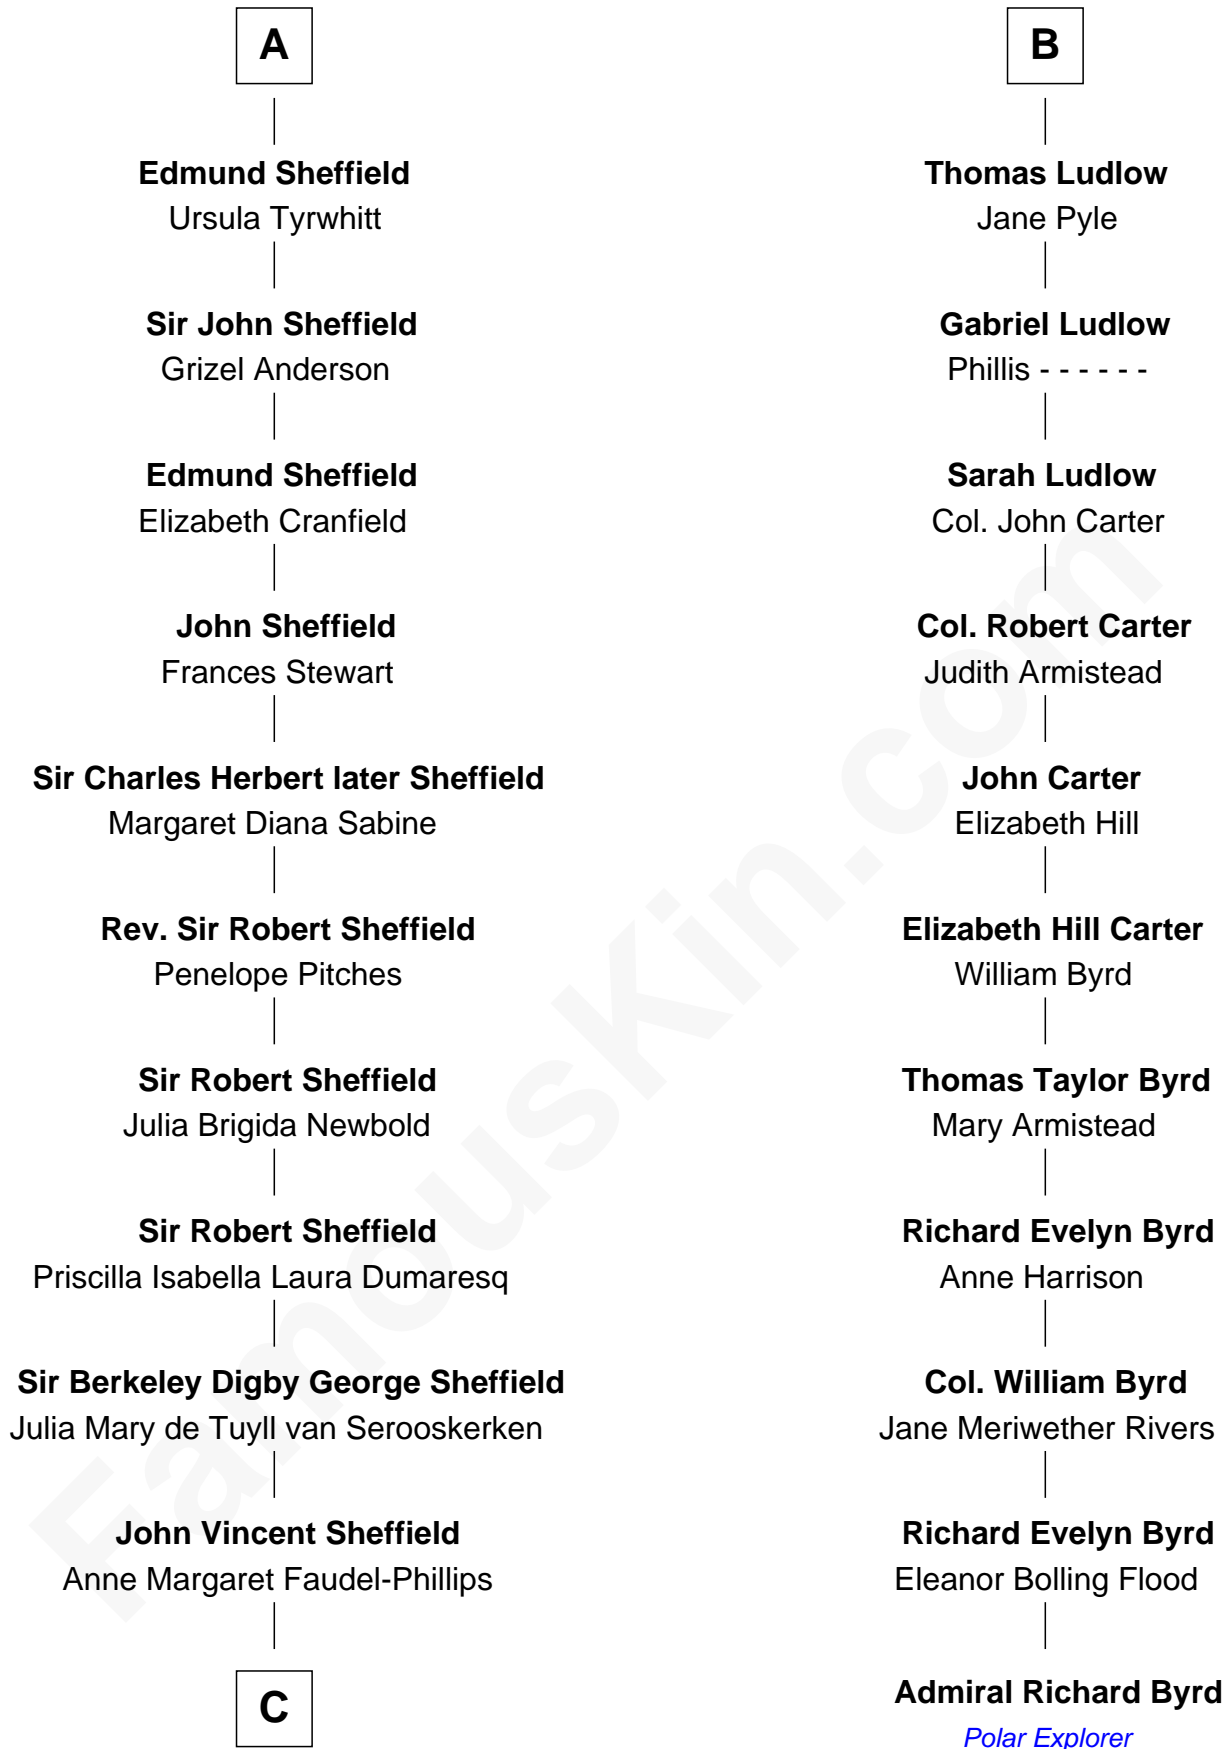 A
Edmund Sheffield
Ursula Tyrwhitt
Sir John Sheffield
Grizel Anderson
Edmund Sheffield
Elizabeth Cranfield
John Sheffield
Frances Stewart
Sir Charles Herbert later Sheffield
Margaret Diana Sabine
Rev. Sir Robert Sheffield
Penelope Pitches
Sir Robert Sheffield
Julia Brigida Newbold
Sir Robert Sheffield
Priscilla Isabella Laura Dumaresq
Sir Berkeley Digby George Sheffield
Julia Mary de Tuyll van Serooskerken
John Vincent Sheffield
Anne Margaret Faudel-Phillips
C
B
Thomas Ludlow
Jane Pyle
Gabriel Ludlow
Phillis - - - - - -
Sarah Ludlow
Col. John Carter
Col. Robert Carter
Judith Armistead
John Carter
Elizabeth Hill
Elizabeth Hill Carter
William Byrd
Thomas Taylor Byrd
Mary Armistead
Richard Evelyn Byrd
Anne Harrison
Col. William Byrd
Jane Meriwether Rivers
Richard Evelyn Byrd
Eleanor Bolling Flood
Admiral Richard Byrd
Polar Explorer
FamousKin.com